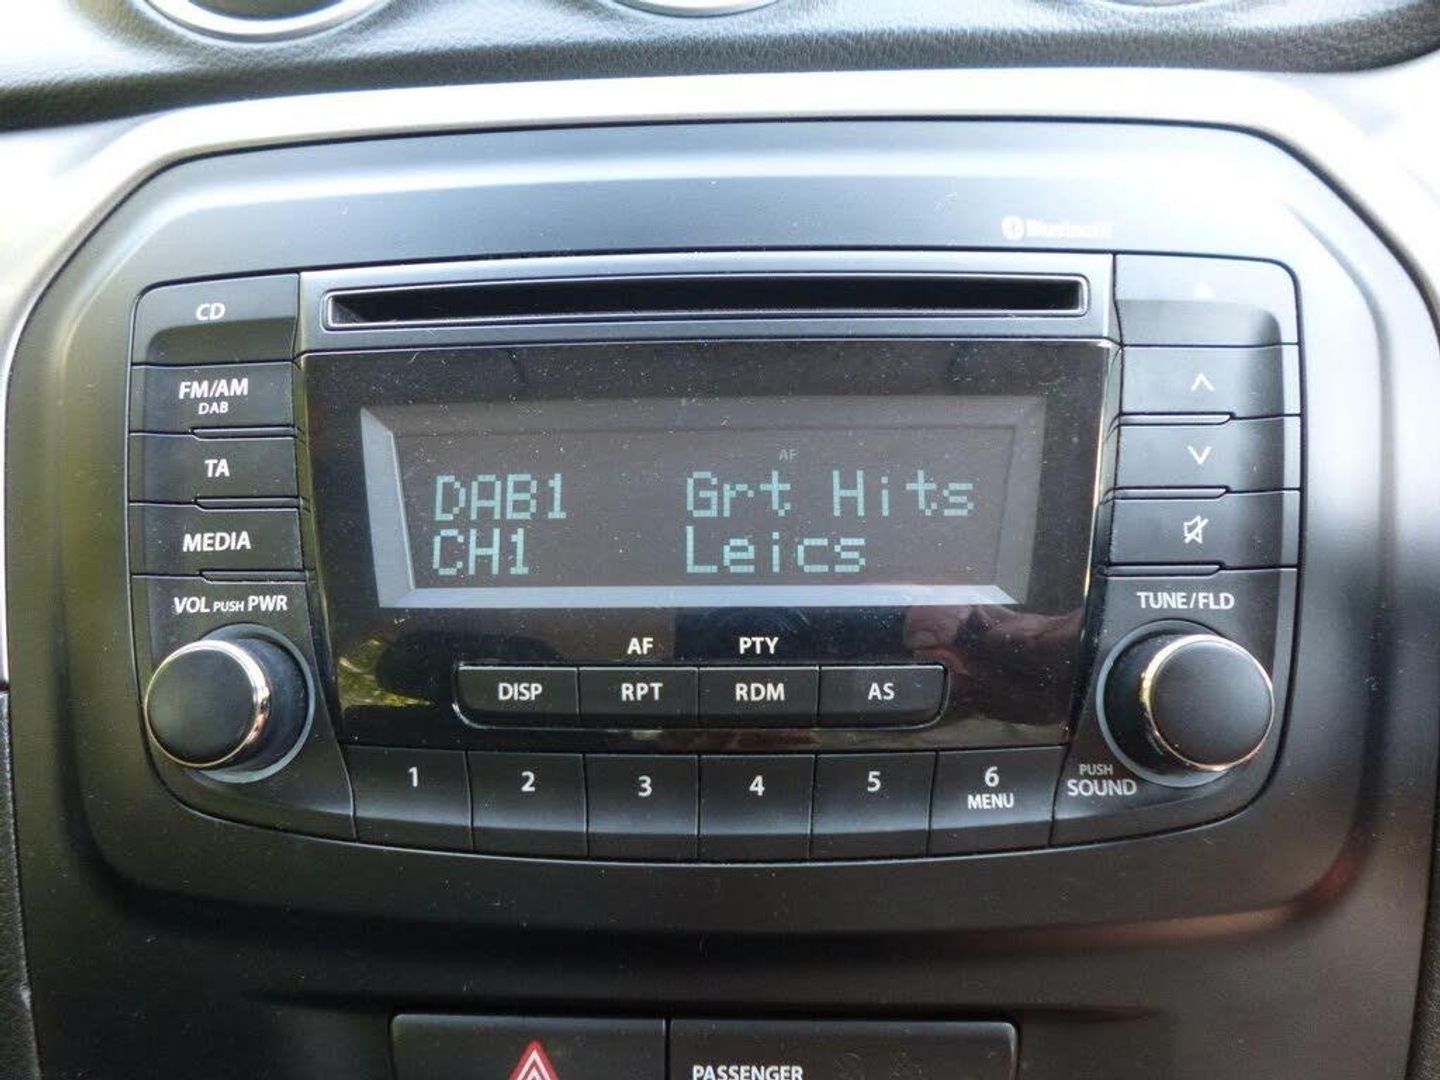 Bluetooth
CD
FM/AM
DAB
TA
MEDIA
VOL PUSH PWR
AF
DAB1 Grt Hits
CH1 Leics
TUNE/FLD
AF PTY
DISP RPT RDM AS
1 2 3 4 5 6
MENU
PUSH
SOUND
PASSENGER